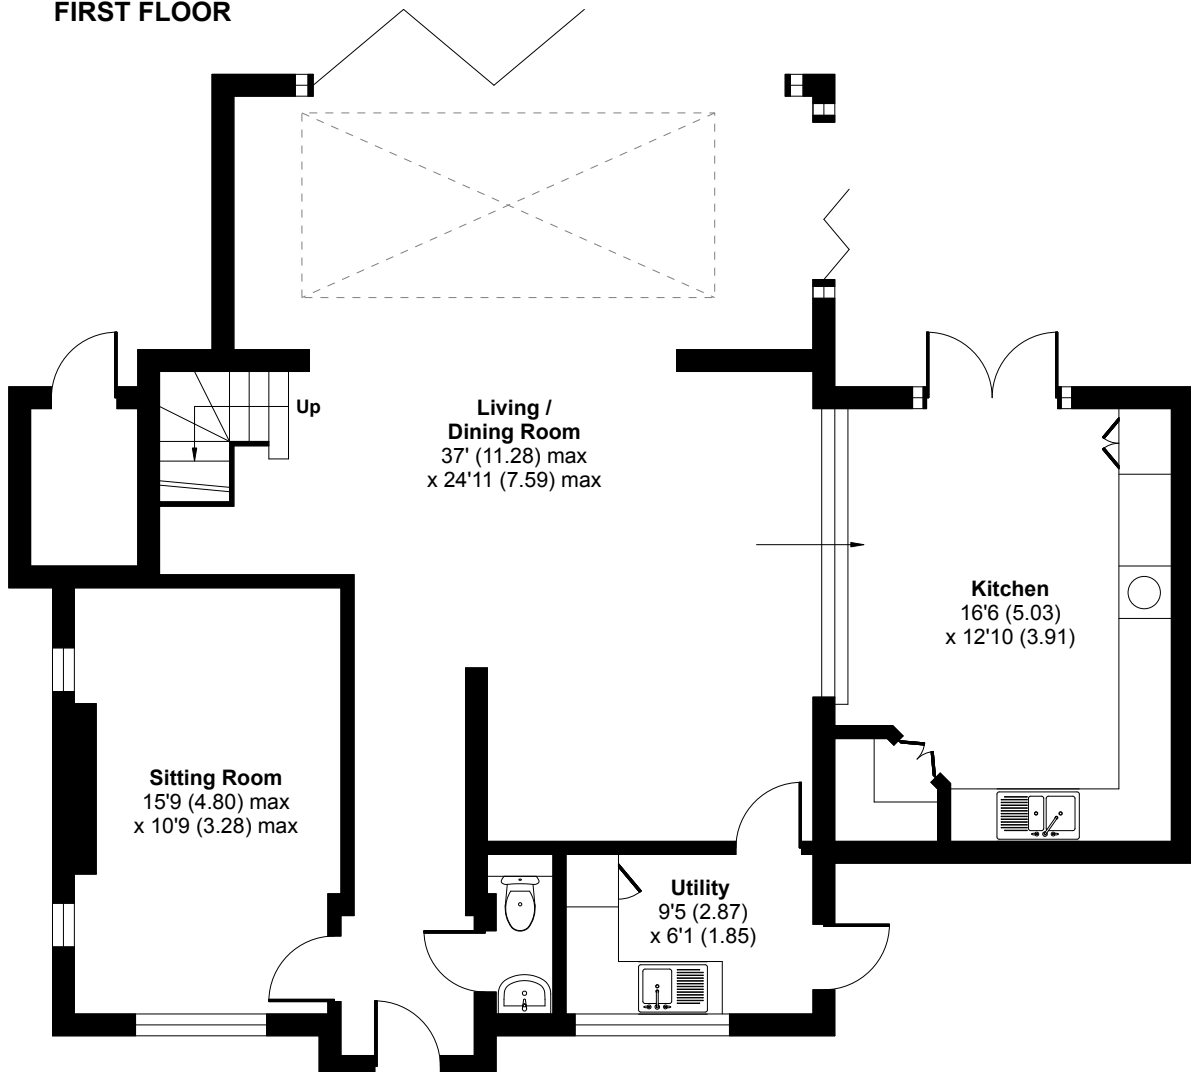 FIRST FLOOR
Up
Living /
Dining Room
37' (11.28) max
x 24'11 (7.59) max
Kitchen
16'6 (5.03)
x 12'10 (3.91)
Sitting Room
15'9 (4.80) max
x 10'9 (3.28) max
Utility
9'5 (2.87)
x 6'1 (1.85)